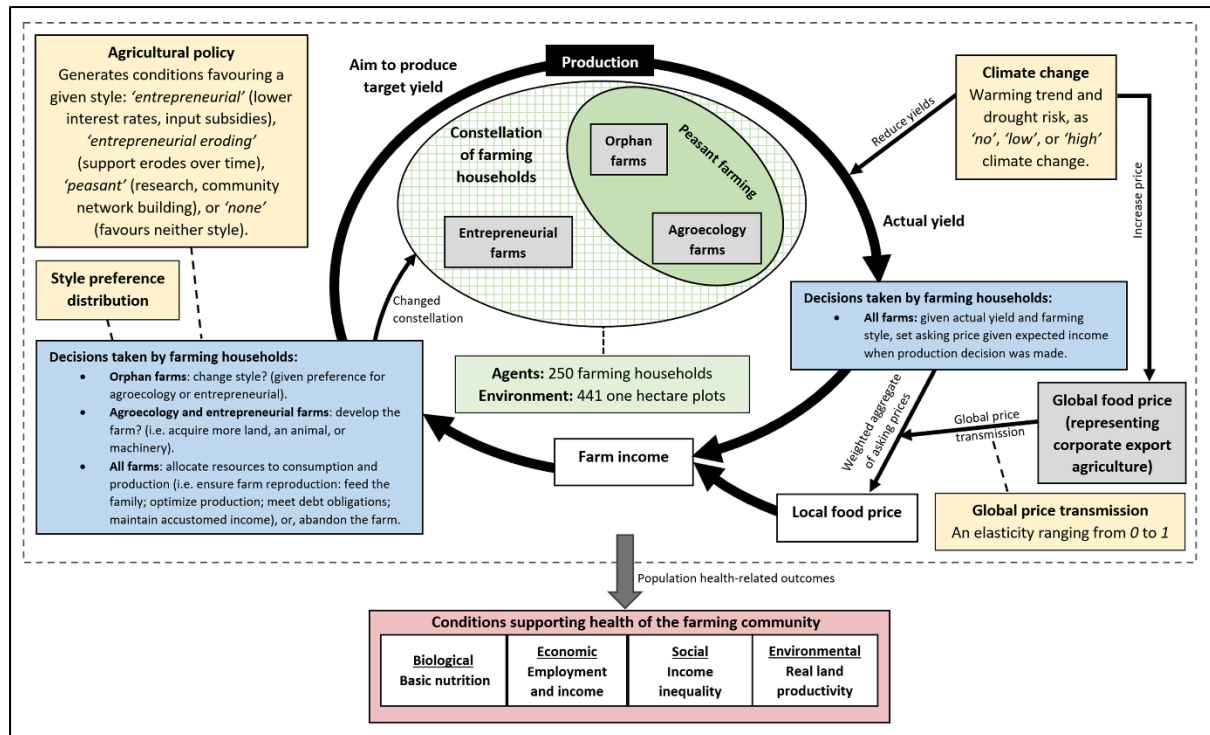 Agricultural policy
Generates conditions favouring a
given style: ‘entrepreneurial’ (lower
interest rates, input subsidies),
‘entrepreneurial eroding’
(support erodes over time),
‘peasant’ (research, community
network building), or ‘none’
(favours neither style).
Style preference
distribution
Aim to produce
target yield
Production
Constellation
of farming
households
Orphan
farms
Peasant farming
Entrepreneurial
farms
Agroecology
farms
Reduce yields
Climate change
Warming trend and
drought risk, as
‘no’, ‘low’, or ‘high’
climate change.
Increase price
Actual yield
Changed
constellation
Decisions taken by farming households:
• Orphan farms: change style? (given preference for
agroecology or entrepreneurial).
• Agroecology and entrepreneurial farms: develop the
farm? (i.e. acquire more land, an animal, or
machinery).
• All farms: allocate resources to consumption and
production (i.e. ensure farm reproduction: feed the
family; optimize production; meet debt obligations;
maintain accustomed income), or, abandon the farm.
Agents: 250 farming households
Environment: 441 one hectare plots
Decisions taken by farming households:
• All farms: given actual yield and farming
style, set asking price given expected income
when production decision was made.
Farm income
Weighted aggregate
of asking prices
Global price
transmission
Global food price
(representing
corporate export
agriculture)
Local food price
Global price transmission
An elasticity ranging from 0 to 1
Population health-related outcomes
Conditions supporting health of the farming community
Biological
Basic nutrition
Economic
Employment
and income
Social
Income
inequality
Environmental
Real land
productivity